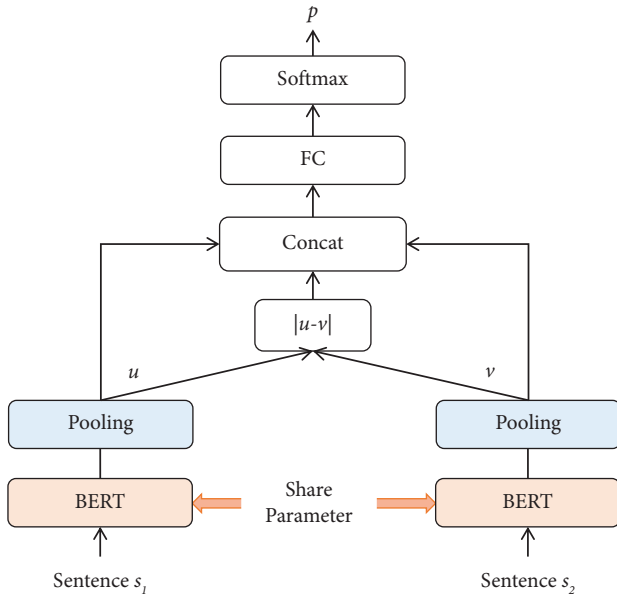 p
Softmax
FC
Concat
|u-v|
u
v
Pooling
Pooling
BERT
Share
Parameter
BERT
Sentence s1
Sentence s2